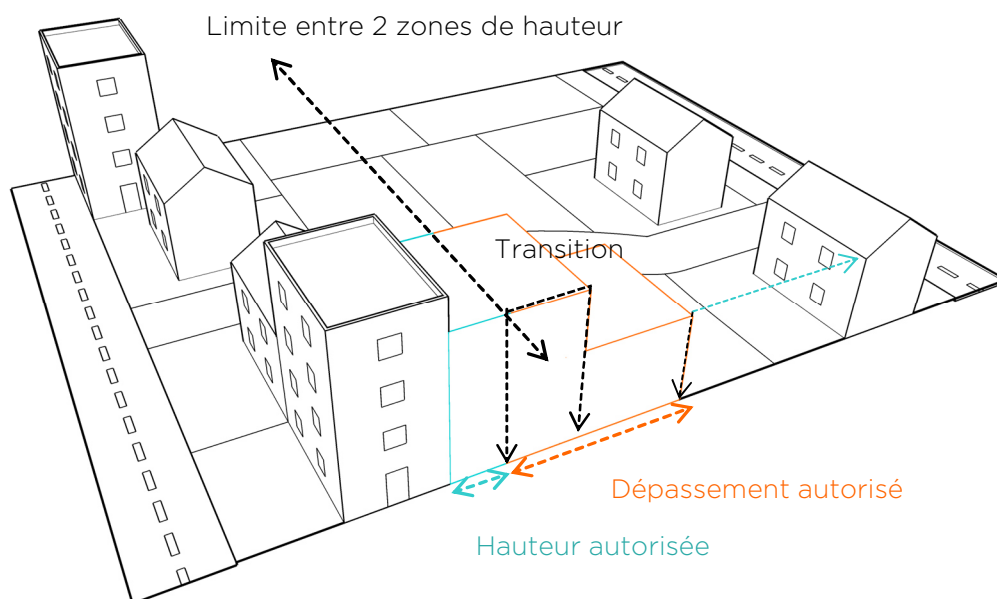 Limite entre 2 zones de hauteur
Transition
Dépassement autorisé
Hauteur autorisée